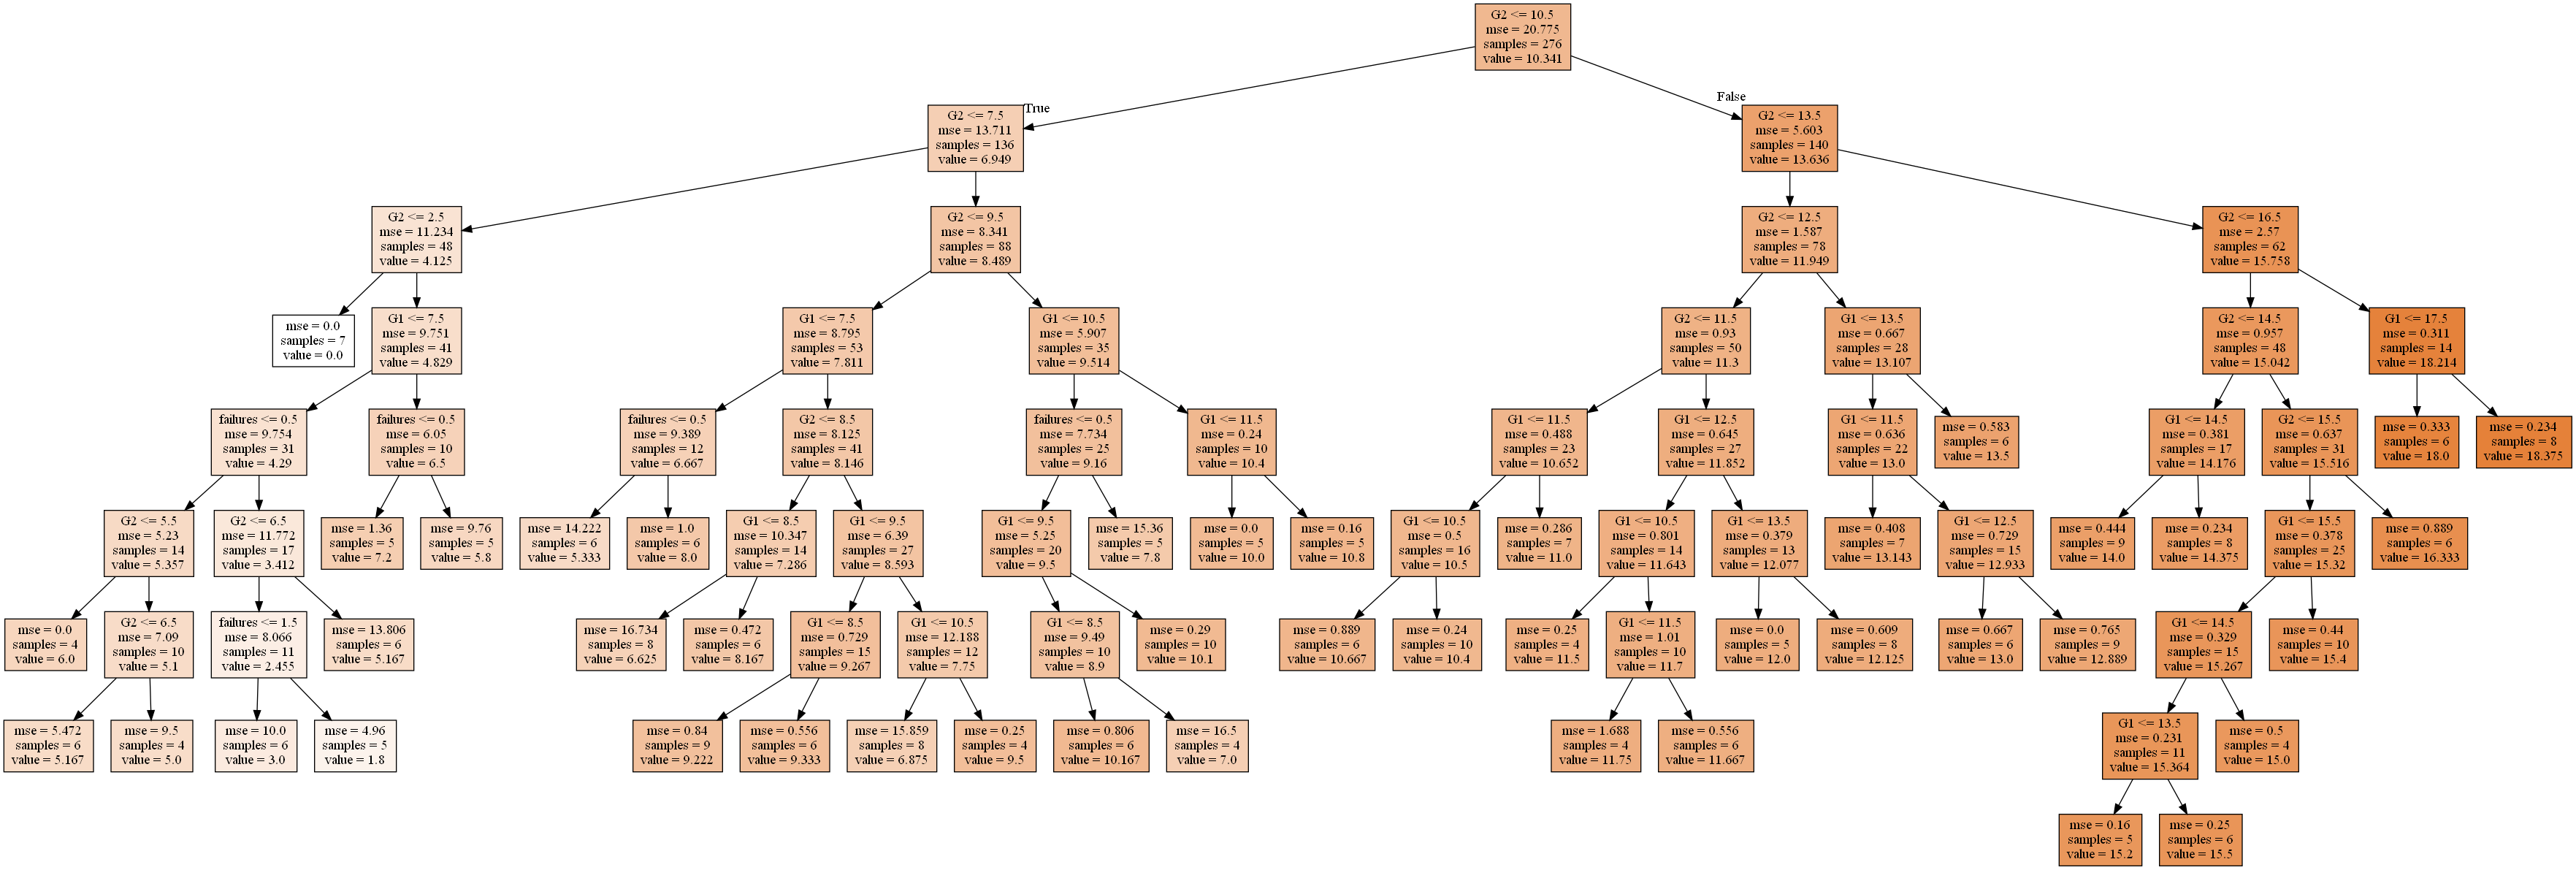 G2 <= 10.5
mse = 20.775
samples = 276
value = 10.341
True
False
G2 <= 7.5
mse = 13.711
samples = 136
value = 6.949
G2 <= 13.5
mse = 5.603
samples = 140
value = 13.636
G2 <= 2.5
mse = 11.234
samples = 48
value = 4.125
G2 <= 9.5
mse = 8.341
samples = 88
value = 8.489
G2 <= 12.5
mse = 1.587
samples = 78
value = 11.949
G2 <= 16.5
mse = 2.57
samples = 62
value = 15.758
mse = 0.0
samples = 7
value = 0.0
G1 <= 7.5
mse = 9.751
samples = 41
value = 4.829
G1 <= 7.5
mse = 8.795
samples = 53
value = 7.811
G1 <= 10.5
mse = 5.907
samples = 35
value = 9.514
G2 <= 11.5
mse = 0.93
samples = 50
value = 11.3
G1 <= 13.5
mse = 0.667
samples = 28
value = 13.107
G2 <= 14.5
mse = 0.957
samples = 48
value = 15.042
G1 <= 17.5
mse = 0.311
samples = 14
value = 18.214
failures <= 0.5
mse = 9.754
samples = 31
value = 4.29
failures <= 0.5
mse = 6.05
samples = 10
value = 6.5
failures <= 0.5
mse = 9.389
samples = 12
value = 6.667
G2 <= 8.5
mse = 8.125
samples = 41
value = 8.146
failures <= 0.5
mse = 7.734
samples = 25
value = 9.16
G1 <= 11.5
mse = 0.24
samples = 10
value = 10.4
G1 <= 11.5
mse = 0.488
samples = 23
value = 10.652
G1 <= 12.5
mse = 0.645
samples = 27
value = 11.852
G1 <= 11.5
mse = 0.636
samples = 22
value = 13.0
mse = 0.583
samples = 6
value = 13.5
G1 <= 14.5
mse = 0.381
samples = 17
value = 14.176
G2 <= 15.5
mse = 0.637
samples = 31
value = 15.516
mse = 0.333
samples = 6
value = 18.0
mse = 0.234
samples = 8
value = 18.375
G2 <= 5.5
mse = 5.23
samples = 14
value = 5.357
G2 <= 6.5
mse = 11.772
samples = 17
value = 3.412
mse = 1.36
samples = 5
value = 7.2
mse = 9.76
samples = 5
value = 5.8
mse = 14.222
samples = 6
value = 5.333
mse = 1.0
samples = 6
value = 8.0
G1 <= 8.5
mse = 10.347
samples = 14
value = 7.286
G1 <= 9.5
mse = 6.39
samples = 27
value = 8.593
G1 <= 9.5
mse = 5.25
samples = 20
value = 9.5
mse = 15.36
samples = 5
value = 7.8
mse = 0.0
samples = 5
value = 10.0
mse = 0.16
samples = 5
value = 10.8
G1 <= 10.5
mse = 0.5
samples = 16
value = 10.5
mse = 0.286
samples = 7
value = 11.0
G1 <= 10.5
mse = 0.801
samples = 14
value = 11.643
G1 <= 13.5
mse = 0.379
samples = 13
value = 12.077
mse = 0.408
samples = 7
value = 13.143
G1 <= 12.5
mse = 0.729
samples = 15
value = 12.933
mse = 0.444
samples = 9
value = 14.0
mse = 0.234
samples = 8
value = 14.375
G1 <= 15.5
mse = 0.378
samples = 25
value = 15.32
mse = 0.889
samples = 6
value = 16.333
mse = 0.0
samples = 4
value = 6.0
G2 <= 6.5
mse = 7.09
samples = 10
value = 5.1
failures <= 1.5
mse = 8.066
samples = 11
value = 2.455
mse = 13.806
samples = 6
value = 5.167
mse = 16.734
samples = 8
value = 6.625
mse = 0.472
samples = 6
value = 8.167
G1 <= 8.5
mse = 0.729
samples = 15
value = 9.267
G1 <= 10.5
mse = 12.188
samples = 12
value = 7.75
G1 <= 8.5
mse = 9.49
samples = 10
value = 8.9
mse = 0.29
samples = 10
value = 10.1
mse = 0.889
samples = 6
value = 10.667
mse = 0.24
samples = 10
value = 10.4
mse = 0.25
samples = 4
value = 11.5
G1 <= 11.5
mse = 1.01
samples = 10
value = 11.7
mse = 0.0
samples = 5
value = 12.0
mse = 0.609
samples = 8
value = 12.125
mse = 0.667
samples = 6
value = 13.0
mse = 0.765
samples = 9
value = 12.889
G1 <= 14.5
mse = 0.329
samples = 15
value = 15.267
mse = 0.44
samples = 10
value = 15.4
mse = 5.472
samples = 6
value = 5.167
mse = 9.5
samples = 4
value = 5.0
mse = 10.0
samples = 6
value = 3.0
mse = 4.96
samples = 5
value = 1.8
mse = 0.84
samples = 9
value = 9.222
mse = 0.556
samples = 6
value = 9.333
mse = 15.859
samples = 8
value = 6.875
mse = 0.25
samples = 4
value = 9.5
mse = 0.806
samples = 6
value = 10.167
mse = 16.5
samples = 4
value = 7.0
mse = 1.688
samples = 4
value = 11.75
mse = 0.556
samples = 6
value = 11.667
G1 <= 13.5
mse = 0.231
samples = 11
value = 15.364
mse = 0.5
samples = 4
value = 15.0
mse = 0.16
samples = 5
value = 15.2
mse = 0.25
samples = 6
value = 15.5